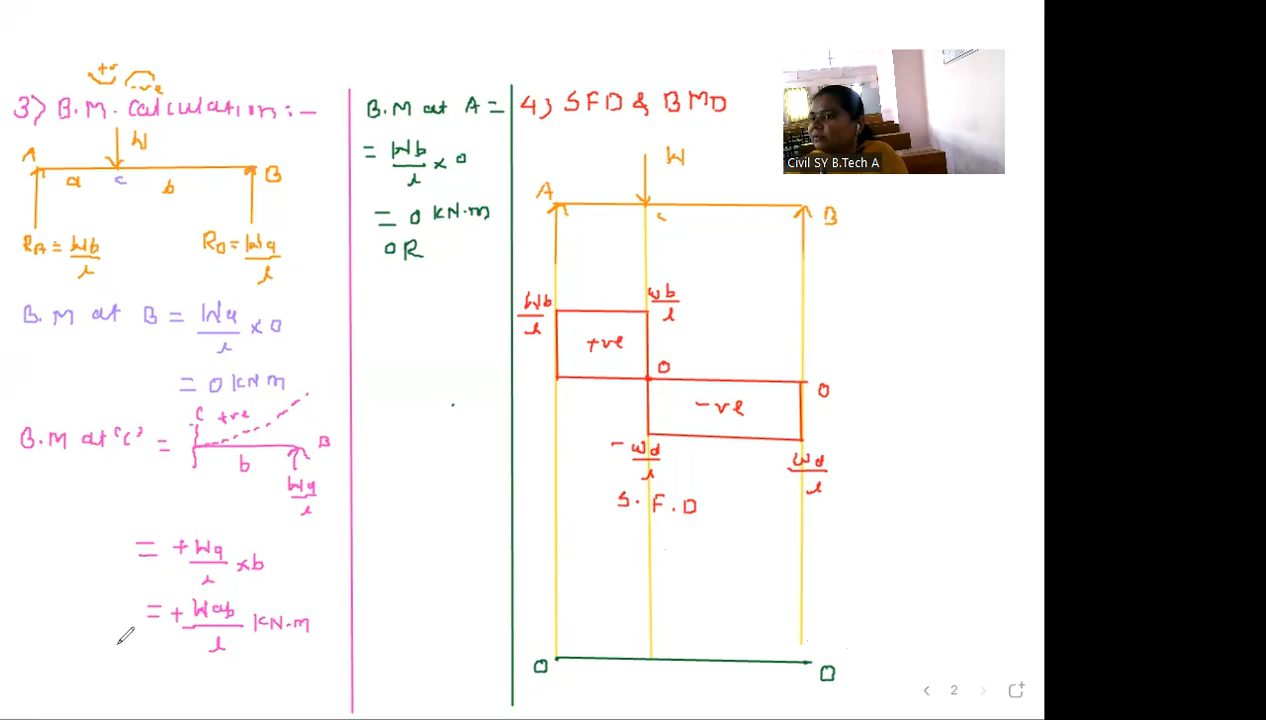 +ve
-ve
3) B.M. calculation:-
W
A
a
c
b
B
RA = Wb/l
RB = Wa/l
B.M at B = Wa/l × 0
= 0 KN m
B.M at 'C' =
C
+ve
B
b
Wa/l
= + Wa/l × b
= + Wab/l KN-m
B.M at A =
= Wb/l × 0
= 0 KN.m
OR
4) SFD & BMD
W
A
c
B
Wb/l
Wb/l
+ve
0
0
-ve
- Wa/l
Wa/l
S.F.D
0
0
Civil SY B.Tech A
2